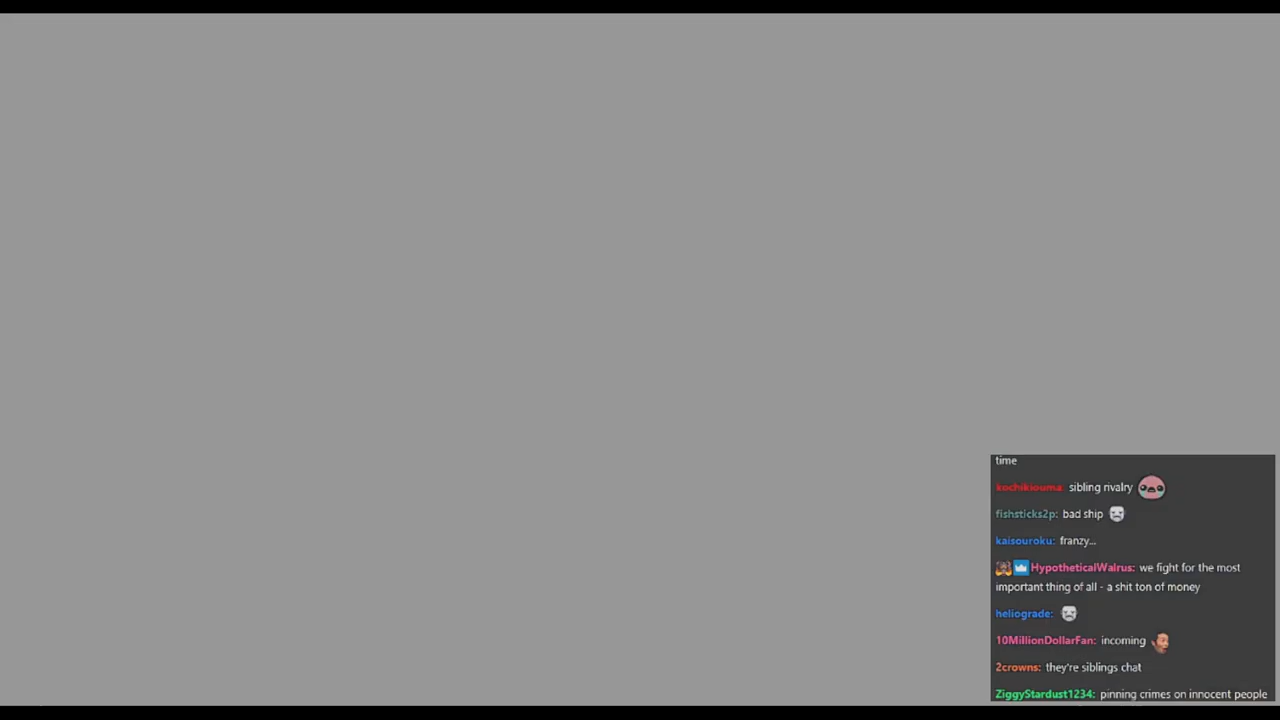 time
kochikiouma: sibling rivalry
fishsticks2p: bad ship
kaisouroku: franzy...
HypotheticalWalrus: we fight for the most
important thing of all - a shit ton of money
heliograde:
10MillionDollarFan: incoming
2crowns: they're siblings chat
ZiggyStardust1234: pinning crimes on innocent people